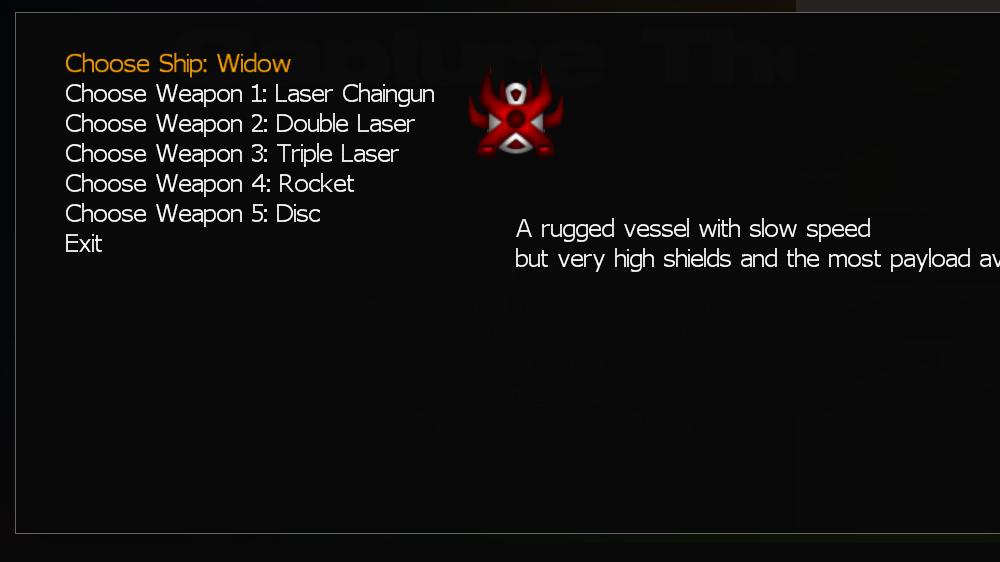 Choose Ship: Widow
Choose Weapon 1: Laser Chaingun
Choose Weapon 2: Double Laser
Choose Weapon 3: Triple Laser
Choose Weapon 4: Rocket
Choose Weapon 5: Disc
Exit
A rugged vessel with slow speed
but very high shields and the most payload